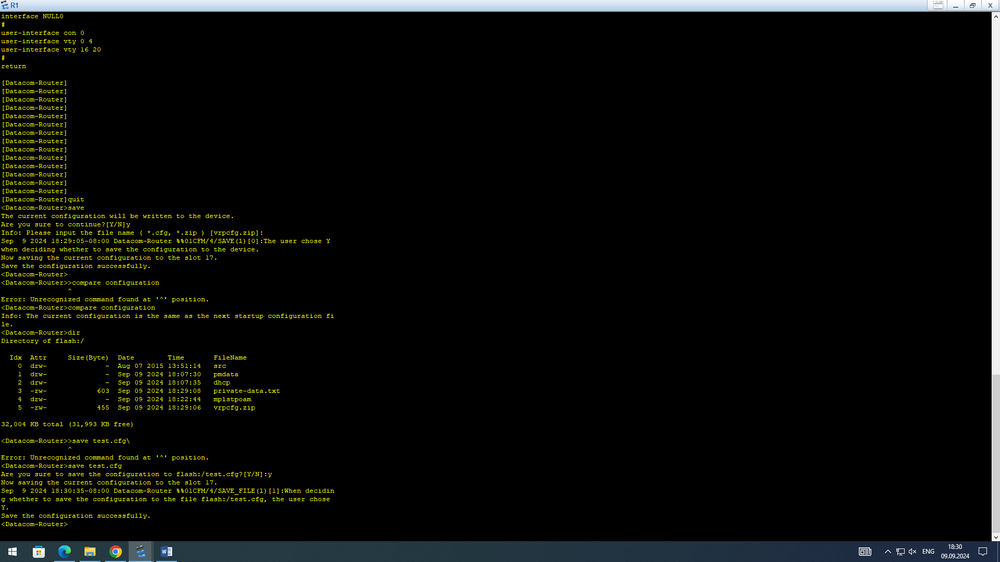 R1
interface NULL0
#
user-interface con 0
user-interface vty 0 4
user-interface vty 16 20
#
return
[Datacom-Router]
[Datacom-Router]
[Datacom-Router]
[Datacom-Router]
[Datacom-Router]
[Datacom-Router]
[Datacom-Router]
[Datacom-Router]
[Datacom-Router]
[Datacom-Router]
[Datacom-Router]
[Datacom-Router]
[Datacom-Router]
[Datacom-Router]
[Datacom-Router]quit
<Datacom-Router>save
The current configuration will be written to the device.
Are you sure to continue?[Y/N]y
Info: Please input the file name ( *.cfg, *.zip ) [vrpcfg.zip]:
Sep  9 2024 18:29:05-08:00 Datacom-Router %%01CFM/4/SAVE(l)[0]:The user chose Y
when deciding whether to save the configuration to the device.
Now saving the current configuration to the slot 17.
Save the configuration successfully.
<Datacom-Router>
<Datacom-Router>>compare configuration
^
Error: Unrecognized command found at '^' position.
<Datacom-Router>compare configuration
Info: The current configuration is the same as the next startup configuration fi
le.
<Datacom-Router>dir
Directory of flash:/
Idx  Attr     Size(Byte)  Date        Time       FileName
0  drw-              -  Aug 07 2015 13:51:14   src
1  drw-              -  Sep 09 2024 18:07:30   pmdata
2  drw-              -  Sep 09 2024 18:07:35   dhcp
3  -rw-            603  Sep 09 2024 18:29:08   private-data.txt
4  drw-              -  Sep 09 2024 18:22:44   mplstpoam
5  -rw-            455  Sep 09 2024 18:29:06   vrpcfg.zip
32,004 KB total (31,993 KB free)
<Datacom-Router>>save test.cfg\
^
Error: Unrecognized command found at '^' position.
<Datacom-Router>save test.cfg
Are you sure to save the configuration to flash:/test.cfg?[Y/N]:y
Now saving the current configuration to the slot 17.
Sep  9 2024 18:30:35-08:00 Datacom-Router %%01CFM/4/SAVE_FILE(l)[1]:When decidin
g whether to save the configuration to the file flash:/test.cfg, the user chose
Y.
Save the configuration successfully.
<Datacom-Router>
ENG
18:30
09.09.2024